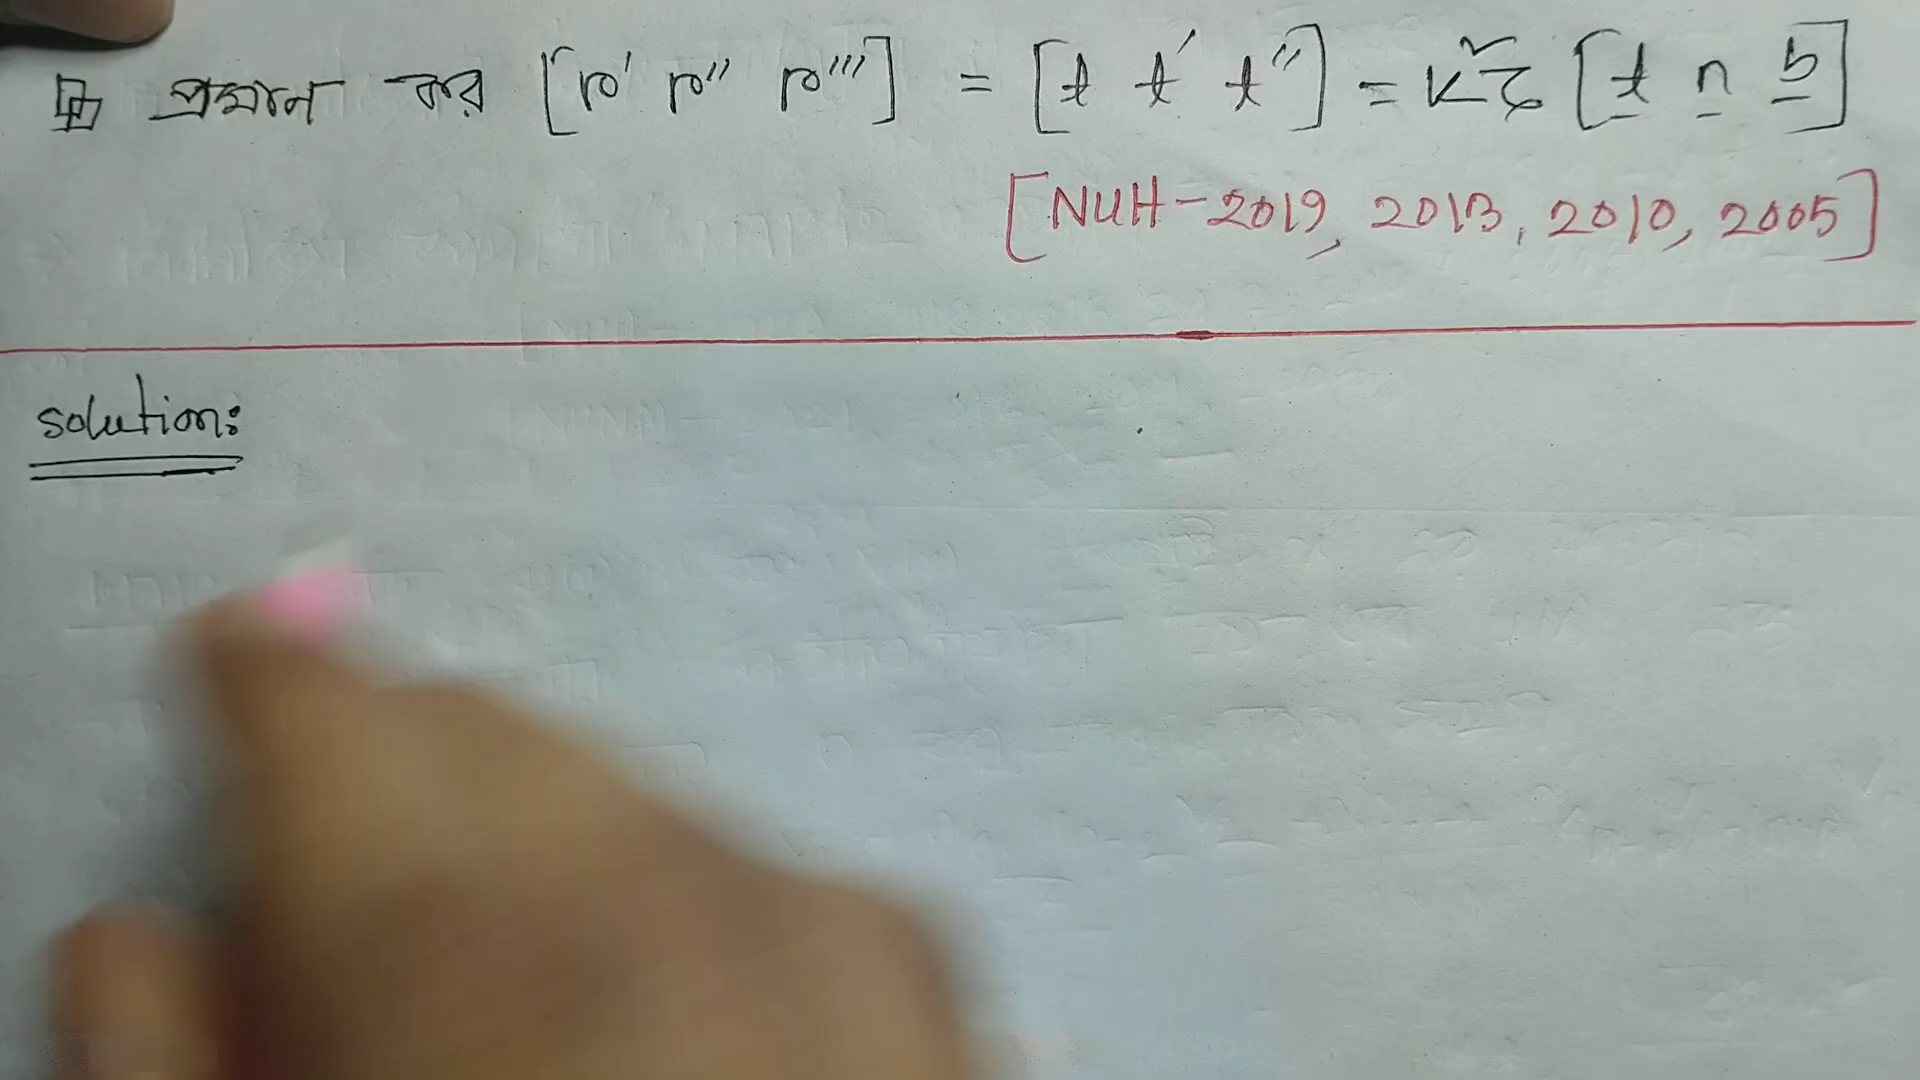 প্রমান কর [r' r'' r'''] = [t t' t''] = κ²τ [t n b]
[NUH-2019, 2013, 2010, 2005]
solution: